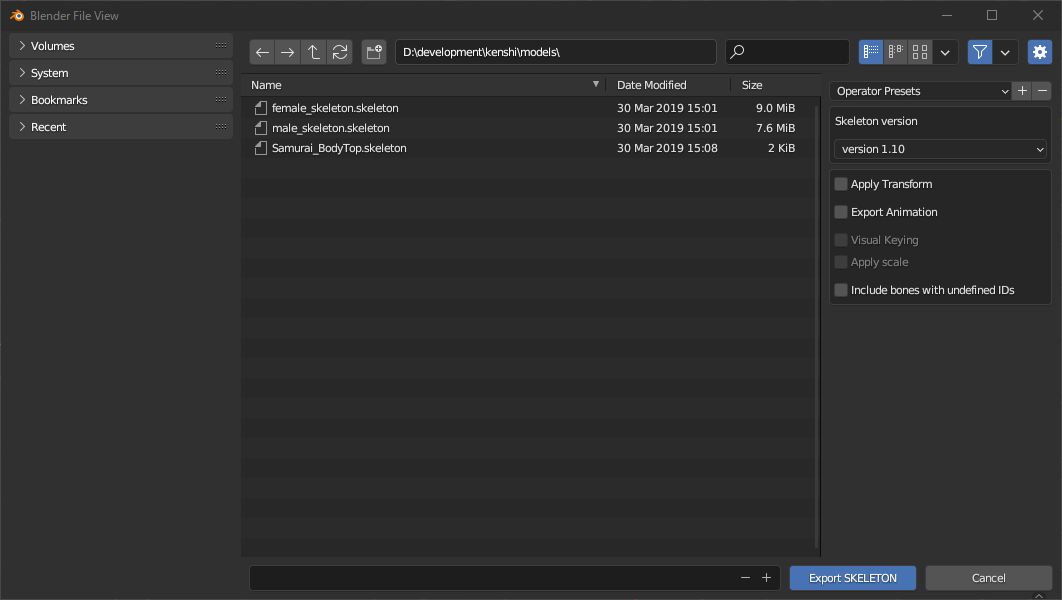 Blender File View
Volumes
System
Bookmarks
Recent
D:\development\kenshi\models\
Name Date Modified Size
female_skeleton.skeleton 30 Mar 2019 15:01 9.0 MiB
male_skeleton.skeleton 30 Mar 2019 15:01 7.6 MiB
Samurai_BodyTop.skeleton 30 Mar 2019 15:08 2 KiB
Operator Presets
Skeleton version
version 1.10
Apply Transform
Export Animation
Visual Keying
Apply scale
Include bones with undefined IDs
Export SKELETON Cancel